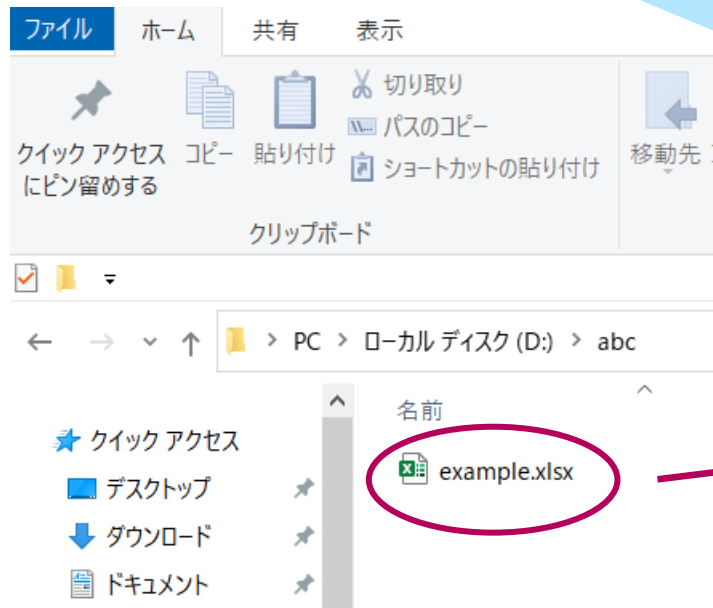 ファイル ホーム 共有 表示
クイック アクセス
にピン留めする
コピー
貼り付け
切り取り
パスのコピー
ショートカットの貼り付け
移動先
クリップボード
PC > ローカル ディスク (D:) > abc
名前
クイック アクセス
example.xlsx
デスクトップ
ダウンロード
ドキュメント